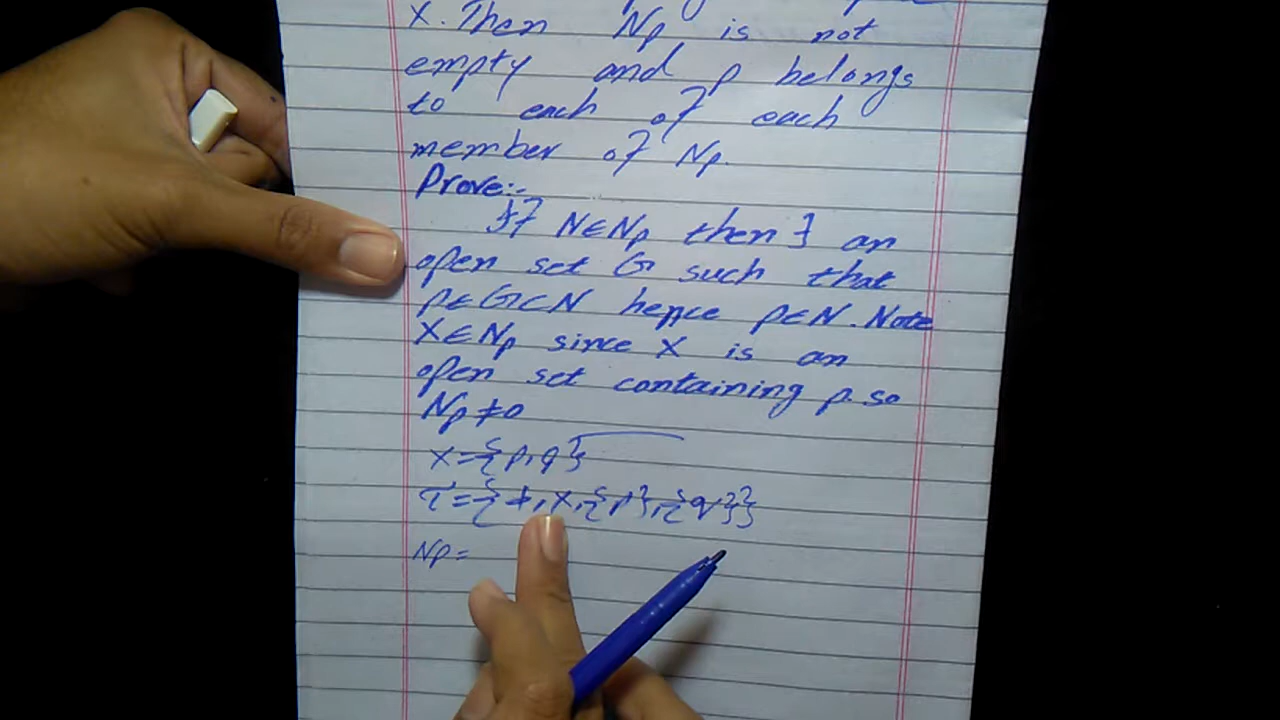 X. Then Np is not
empty and p belongs
to each of each
member of Np.
Prove:-
If N∈Np then ∃ an
open set G such that
p∈G⊂N hence p∈N. Note
X∈Np since X is an
open set containing p. so
Np≠∅
X={p,q}
τ={∅,X,{p},{q}}
Np=